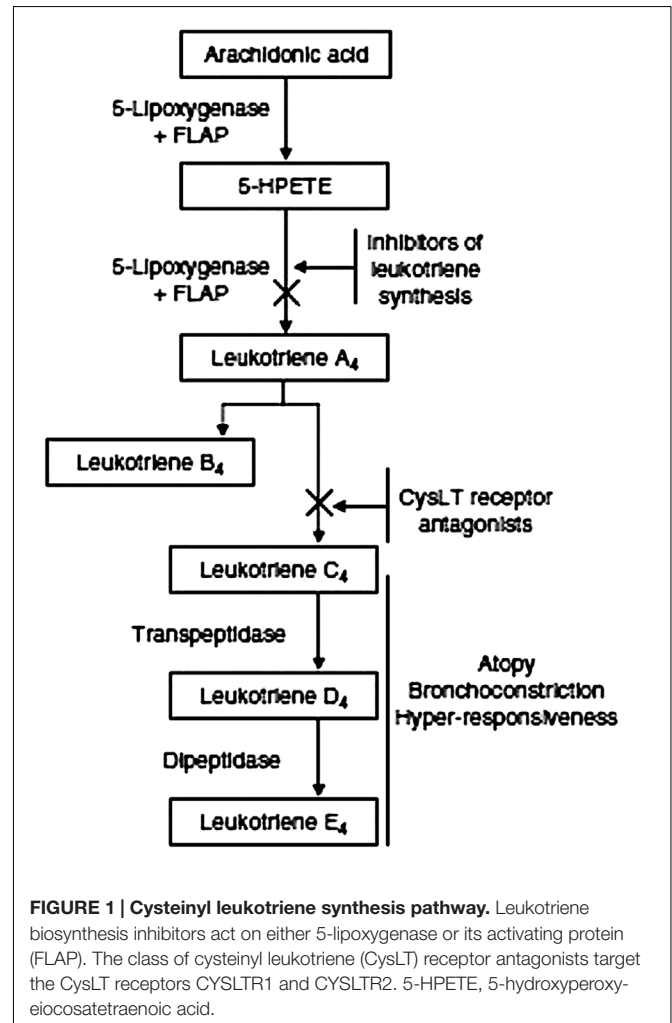 Arachidonic acid
5-Lipoxygenase
+ FLAP
5-HPETE
5-Lipoxygenase
+ FLAP
Inhibitors of
leukotriene
synthesis
Leukotriene A₄
Leukotriene B₄
CysLT receptor
antagonists
Leukotriene C₄
Transpeptidase
Atopy
Bronchoconstriction
Hyper-responsiveness
Leukotriene D₄
Dipeptidase
Leukotriene E₄
FIGURE 1 | Cysteinyl leukotriene synthesis pathway. Leukotriene
biosynthesis inhibitors act on either 5-lipoxygenase or its activating protein
(FLAP). The class of cysteinyl leukotriene (CysLT) receptor antagonists target
the CysLT receptors CYSLTR1 and CYSLTR2. 5-HPETE, 5-hydroxyperoxy-
eiocosatetraenoic acid.